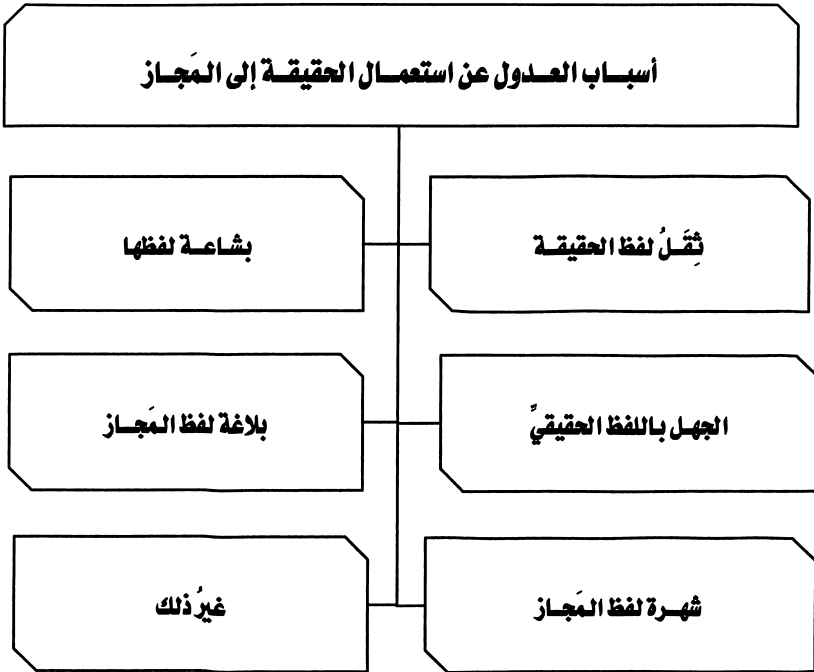 أسباب العدول عن استعمال الحقيقة إلى المَجاز
ثِقَلُ لفظ الحقيقة
بشاعة لفظها
الجهل باللفظ الحقيقيِّ
بلاغة لفظ المَجاز
شهرة لفظ المَجاز
غيرُ ذلك